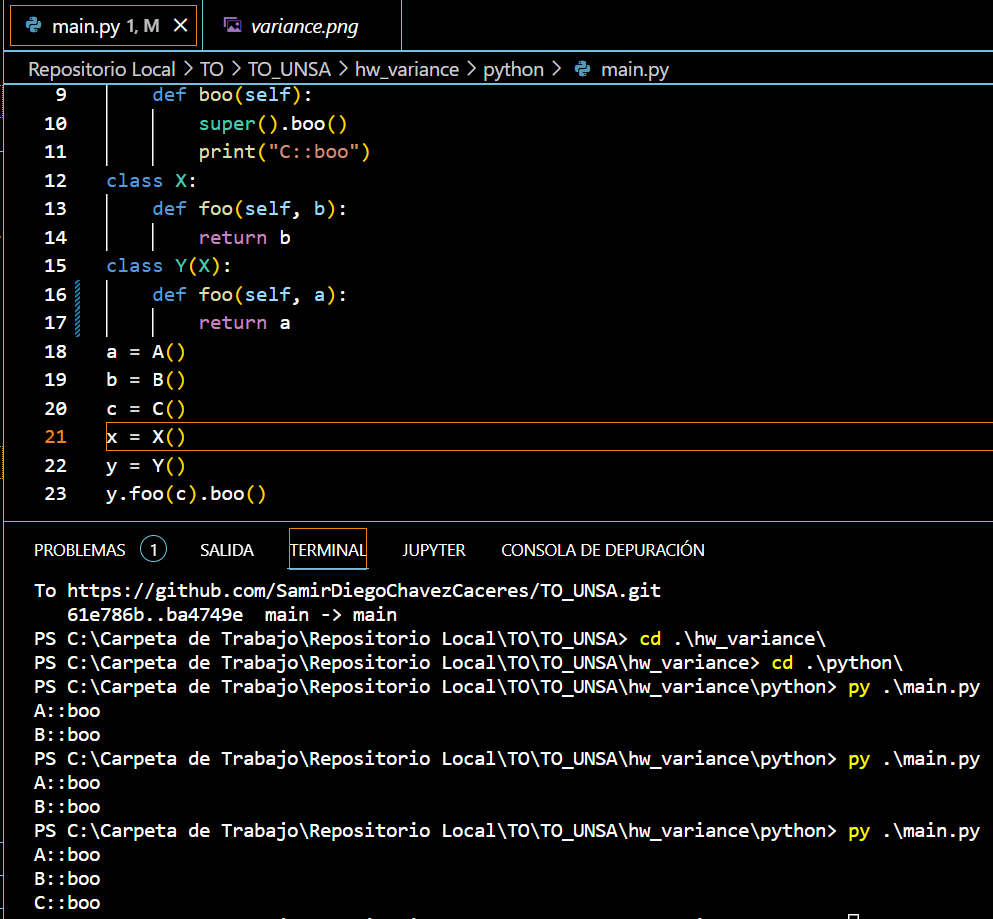 main.py 1, M × variance.png
Repositorio Local > TO > TO_UNSA > hw_variance > python > main.py
9 def boo(self):
10 super().boo()
11 print("C::boo")
12 class X:
13 def foo(self, b):
14 return b
15 class Y(X):
16 def foo(self, a):
17 return a
18 a = A()
19 b = B()
20 c = C()
21 x = X()
22 y = Y()
23 y.foo(c).boo()
PROBLEMAS 1 SALIDA TERMINAL JUPYTER CONSOLA DE DEPURACIÓN
To https://github.com/SamirDiegoChavezCaceres/TO_UNSA.git
61e786b..ba4749e main -> main
PS C:\Carpeta de Trabajo\Repositorio Local\TO\TO_UNSA> cd .\hw_variance\
PS C:\Carpeta de Trabajo\Repositorio Local\TO\TO_UNSA\hw_variance> cd .\python\
PS C:\Carpeta de Trabajo\Repositorio Local\TO\TO_UNSA\hw_variance\python> py .\main.py
A::boo
B::boo
PS C:\Carpeta de Trabajo\Repositorio Local\TO\TO_UNSA\hw_variance\python> py .\main.py
A::boo
B::boo
PS C:\Carpeta de Trabajo\Repositorio Local\TO\TO_UNSA\hw_variance\python> py .\main.py
A::boo
B::boo
C::boo